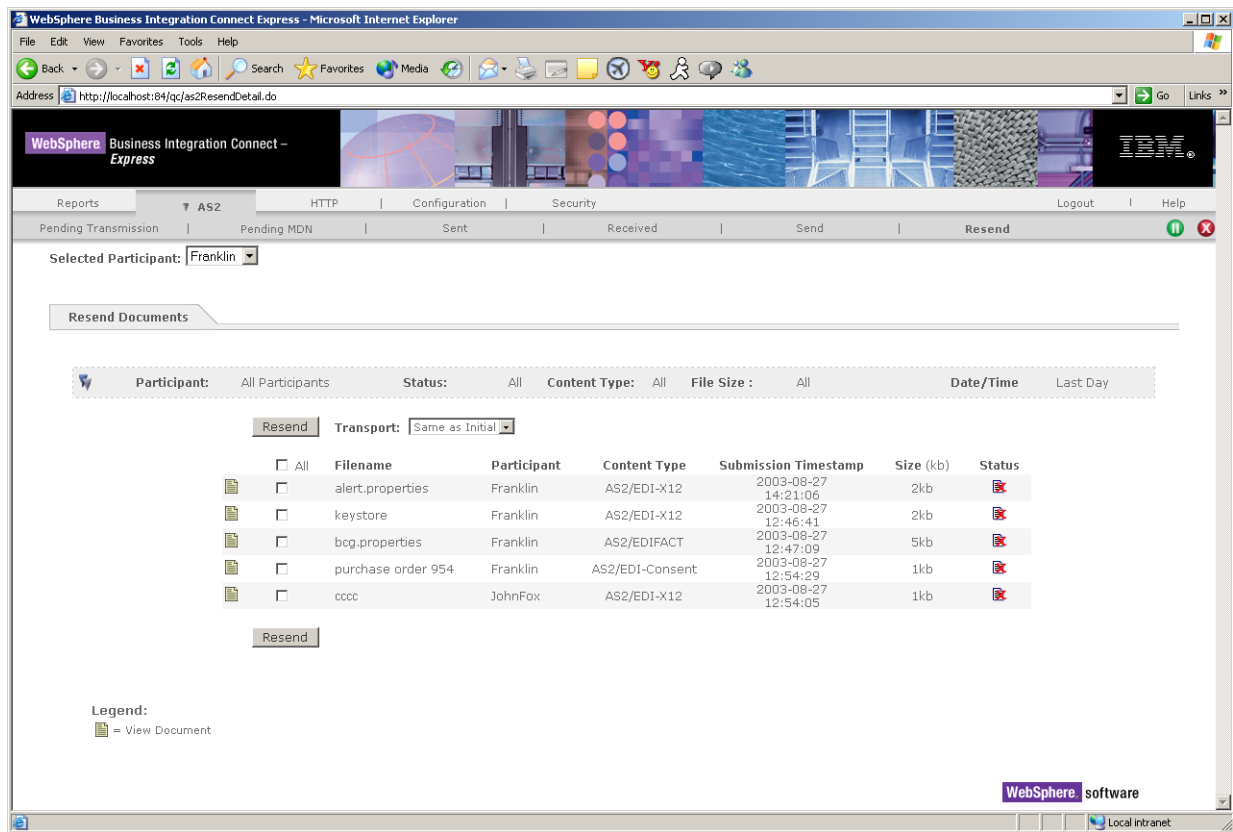 WebSphere Business Integration Connect Express - Microsoft Internet Explorer
File Edit View Favorites Tools Help
Back Search Favorites Media
Address http://localhost:84/qc/as2ResendDetail.do Go Links »
WebSphere. Business Integration Connect –
Express
IBM®
Reports AS2 HTTP | Configuration | Security Logout | Help
Pending Transmission | Pending MDN | Sent | Received | Send | Resend
Selected Participant: Franklin
Resend Documents
Participant: All Participants Status: All Content Type: All File Size : All Date/Time Last Day
Resend Transport: Same as Initial
All Filename Participant Content Type Submission Timestamp Size (kb) Status
alert.properties Franklin AS2/EDI-X12 2003-08-27 14:21:06 2kb
keystore Franklin AS2/EDI-X12 2003-08-27 12:46:41 2kb
bcg.properties Franklin AS2/EDIFACT 2003-08-27 12:47:09 5kb
purchase order 954 Franklin AS2/EDI-Consent 2003-08-27 12:54:29 1kb
cccc JohnFox AS2/EDI-X12 2003-08-27 12:54:05 1kb
Resend
Legend:
= View Document
WebSphere. software
Local intranet